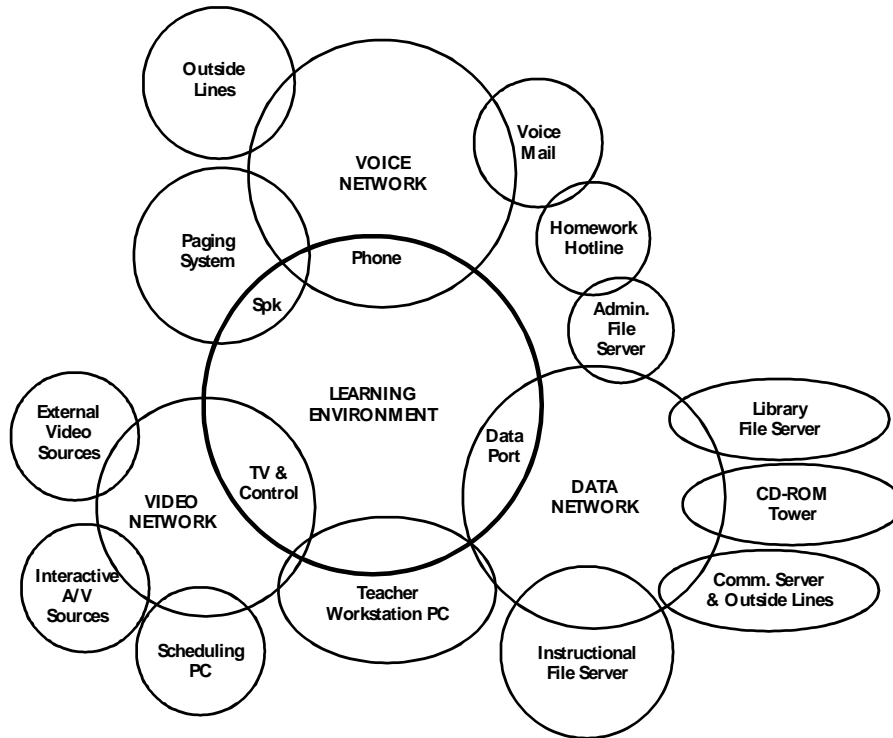 Outside
Lines
VOICE
NETWORK
Voice
Mail
Paging
System
Phone
Homework
Hotline
Spk
Admin.
File
Server
LEARNING
ENVIRONMENT
External
Video
Sources
Library
File Server
Data
Port
TV &
Control
VIDEO
NETWORK
DATA
NETWORK
CD-ROM
Tower
Interactive
A/V
Sources
Teacher
Workstation PC
Comm. Server
& Outside Lines
Scheduling
PC
Instructional
File Server